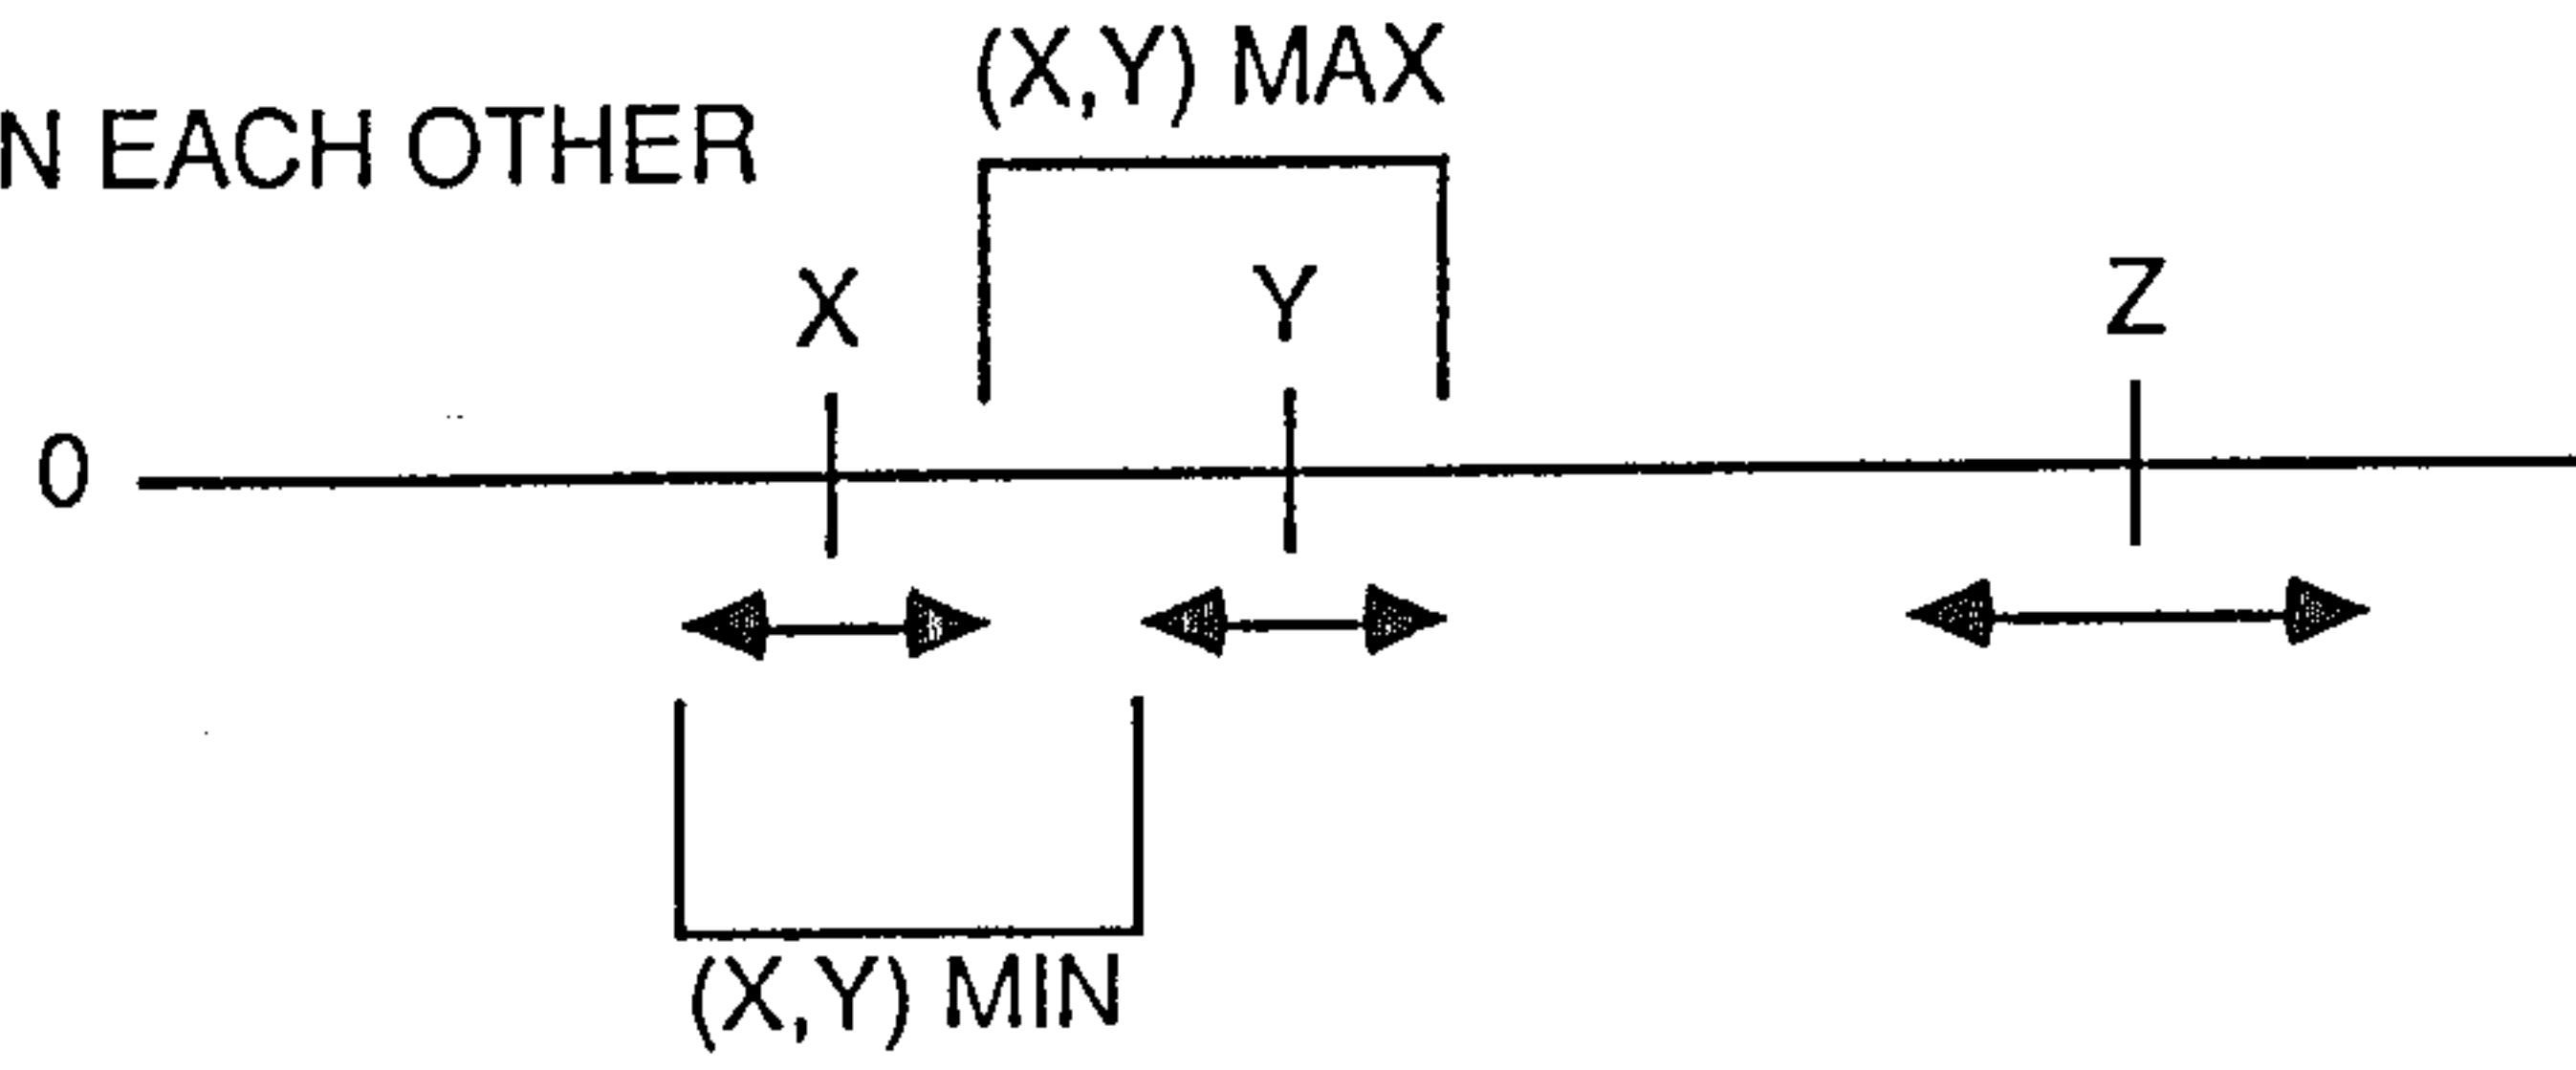 (X,Y) MAX
N EACH OTHER
X Y Z
0
(X,Y) MIN